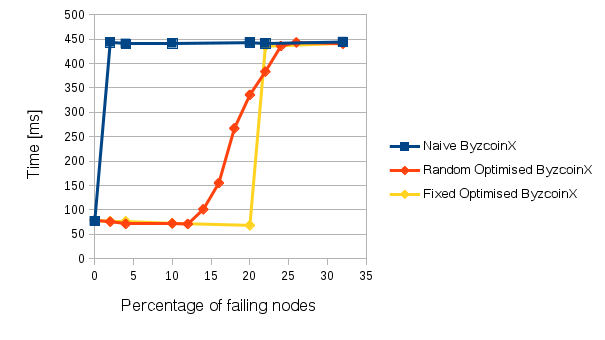 500
450
400
350
300
250
200
150
100
50
0
Time [ms]
0 5 10 15 20 25 30 35
Percentage of failing nodes
Naive ByzcoinX
Random Optimised ByzcoinX
Fixed Optimised ByzcoinX